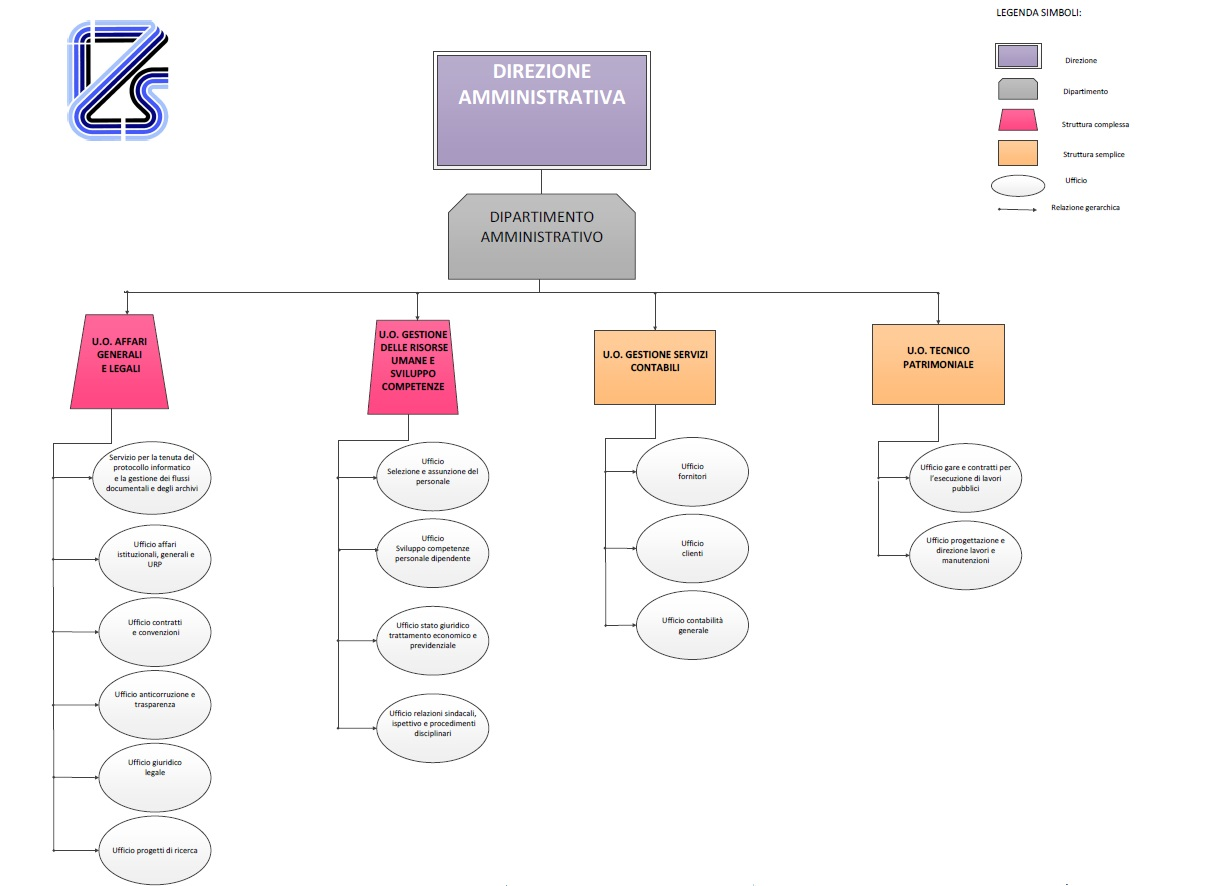 LEGENDA SIMBOLI:
Direzione
Dipartimento
Struttura complessa
Struttura semplice
Ufficio
Relazione gerarchica
DIREZIONE
AMMINISTRATIVA
DIPARTIMENTO
AMMINISTRATIVO
U.O. AFFARI
GENERALI
E LEGALI
Servizio per la tenuta del
protocollo informatico
e la gestione dei flussi
documentali e degli archivi
Ufficio affari
istituzionali, generali e
URP
Ufficio contratti
e convenzioni
Ufficio anticorruzione e
trasparenza
Ufficio giuridico
legale
Ufficio progetti di ricerca
U.O. GESTIONE
DELLE RISORSE
UMANE E
SVILUPPO
COMPETENZE
Ufficio
Selezione e assunzione del
personale
Ufficio
Sviluppo competenze
personale dipendente
Ufficio stato giuridico
trattamento economico e
previdenziale
Ufficio relazioni sindacali,
ispettivo e procedimenti
disciplinari
U.O. GESTIONE SERVIZI
CONTABILI
Ufficio
fornitori
Ufficio
clienti
Ufficio contabilità
generale
U.O. TECNICO
PATRIMONIALE
Ufficio gare e contratti per
l'esecuzione di lavori
pubblici
Ufficio progettazione e
direzione lavori e
manutenzioni